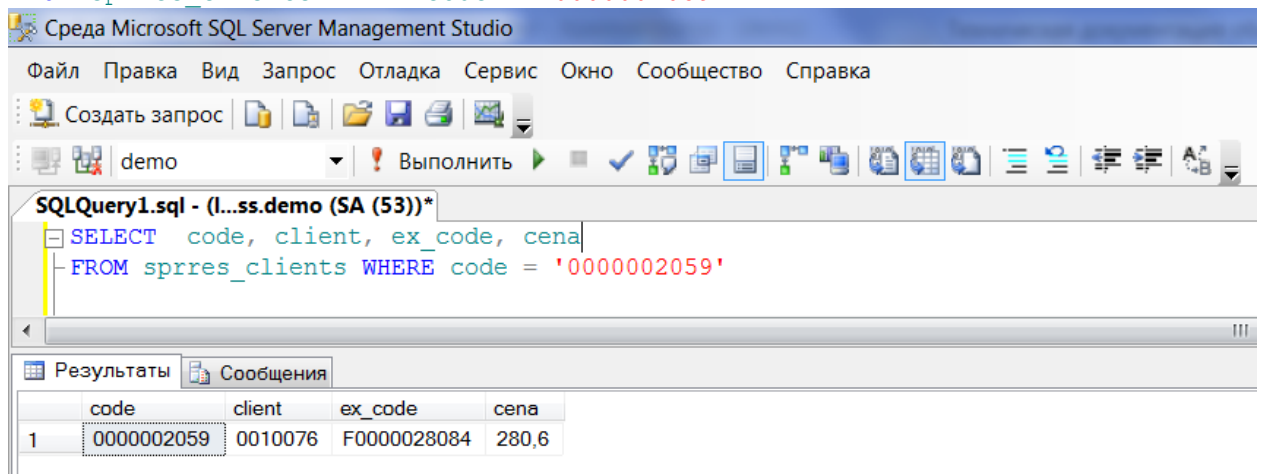 Среда Microsoft SQL Server Management Studio
Файл Правка Вид Запрос Отладка Сервис Окно Сообщество Справка
Создать запрос
demo Выполнить
SQLQuery1.sql - (l...ss.demo (SA (53))*
SELECT code, client, ex_code, cena
FROM sprres_clients WHERE code = '0000002059'
Результаты Сообщения
code client ex_code cena
1 0000002059 0010076 F0000028084 280,6